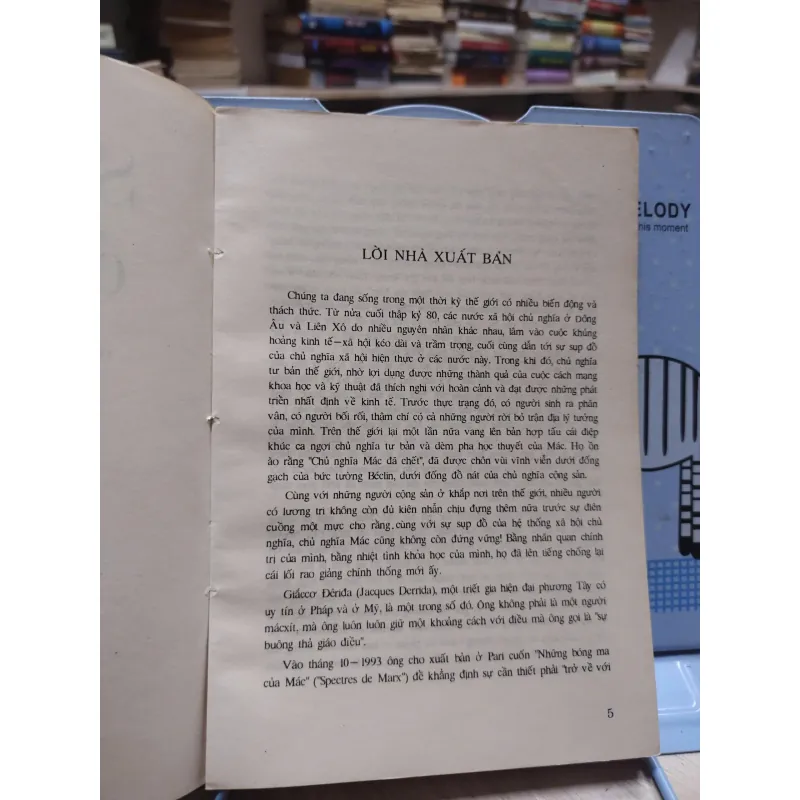 ELODY
his moment
LỜI NHÀ XUẤT BẢN
Chúng ta đang sống trong một thời kỳ thế giới có nhiều biến động và
thách thức. Từ nửa cuối thập kỷ 80, các nước xã hội chủ nghĩa ở Đông
Âu và Liên Xô do nhiều nguyên nhân khác nhau, lâm vào cuộc khủng
hoảng kinh tế—xã hội kéo dài và trầm trọng, cuối cùng dẫn tới sự sụp đổ
của chủ nghĩa xã hội hiện thực ở các nước này. Trong khi đó, chủ nghĩa
tư bản thế giới, nhờ lợi dụng được những thành quả của cuộc cách mạng
khoa học và kỹ thuật đã thích nghi với hoàn cảnh và đạt được những phát
triển nhất định về kinh tế. Trước thực trạng đó, có người sinh ra phân
vân, có người bối rối, thậm chí có cả những người rời bỏ trận địa lý tưởng
của mình. Trên thế giới lại một lần nữa vang lên bản hợp tấu cải điệp
khúc ca ngợi chủ nghĩa tư bản và dèm pha học thuyết của Mác. Họ ồn
ào rằng "Chủ nghĩa Mác đã chết", đã được chôn vùi vĩnh viễn dưới đống
gạch của bức tường Béclin, dưới đống đổ nát của chủ nghĩa cộng sản.
Cùng với những người cộng sản ở khắp nơi trên thế giới, nhiều người
có lương tri không còn đủ kiên nhẫn chịu đựng thêm nữa trước sự điên
cuồng một mực cho rằng, cùng với sự sụp đổ của hệ thống xã hội chủ
nghĩa, chủ nghĩa Mác cũng không còn đứng vững! Bằng nhãn quan chính
trị của mình, bằng nhiệt tình khoa học của mình, họ đã lên tiếng chống lại
cái lối rao giảng chính thống mới ấy.
Giắccơ Đêriđa (Jacques Derrida), một triết gia hiện đại phương Tây có
uy tín ở Pháp và ở Mỹ, là một trong số đó. Ông không phải là một người
mácxít, mà ông luôn luôn giữ một khoảng cách với điều mà ông gọi là "sự
buông thả giáo điều".
Vào tháng 10—1993 ông cho xuất bản ở Pari cuốn "Những bóng ma
của Mác" ("Spectres de Marx") để khẳng định sự cần thiết phải "trở về với
5